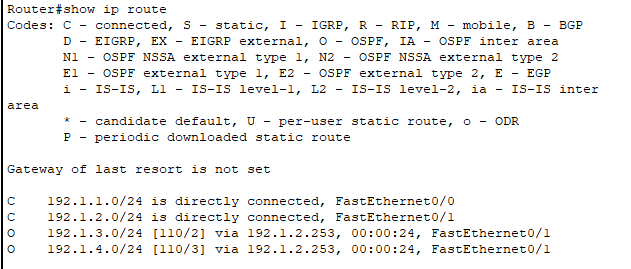 Router#show ip route
Codes: C - connected, S - static, I - IGRP, R - RIP, M - mobile, B - BGP
D - EIGRP, EX - EIGRP external, O - OSPF, IA - OSPF inter area
N1 - OSPF NSSA external type 1, N2 - OSPF NSSA external type 2
E1 - OSPF external type 1, E2 - OSPF external type 2, E - EGP
i - IS-IS, L1 - IS-IS level-1, L2 - IS-IS level-2, ia - IS-IS inter
area
* - candidate default, U - per-user static route, o - ODR
P - periodic downloaded static route
Gateway of last resort is not set
C 192.1.1.0/24 is directly connected, FastEthernet0/0
C 192.1.2.0/24 is directly connected, FastEthernet0/1
O 192.1.3.0/24 [110/2] via 192.1.2.253, 00:00:24, FastEthernet0/1
O 192.1.4.0/24 [110/3] via 192.1.2.253, 00:00:24, FastEthernet0/1